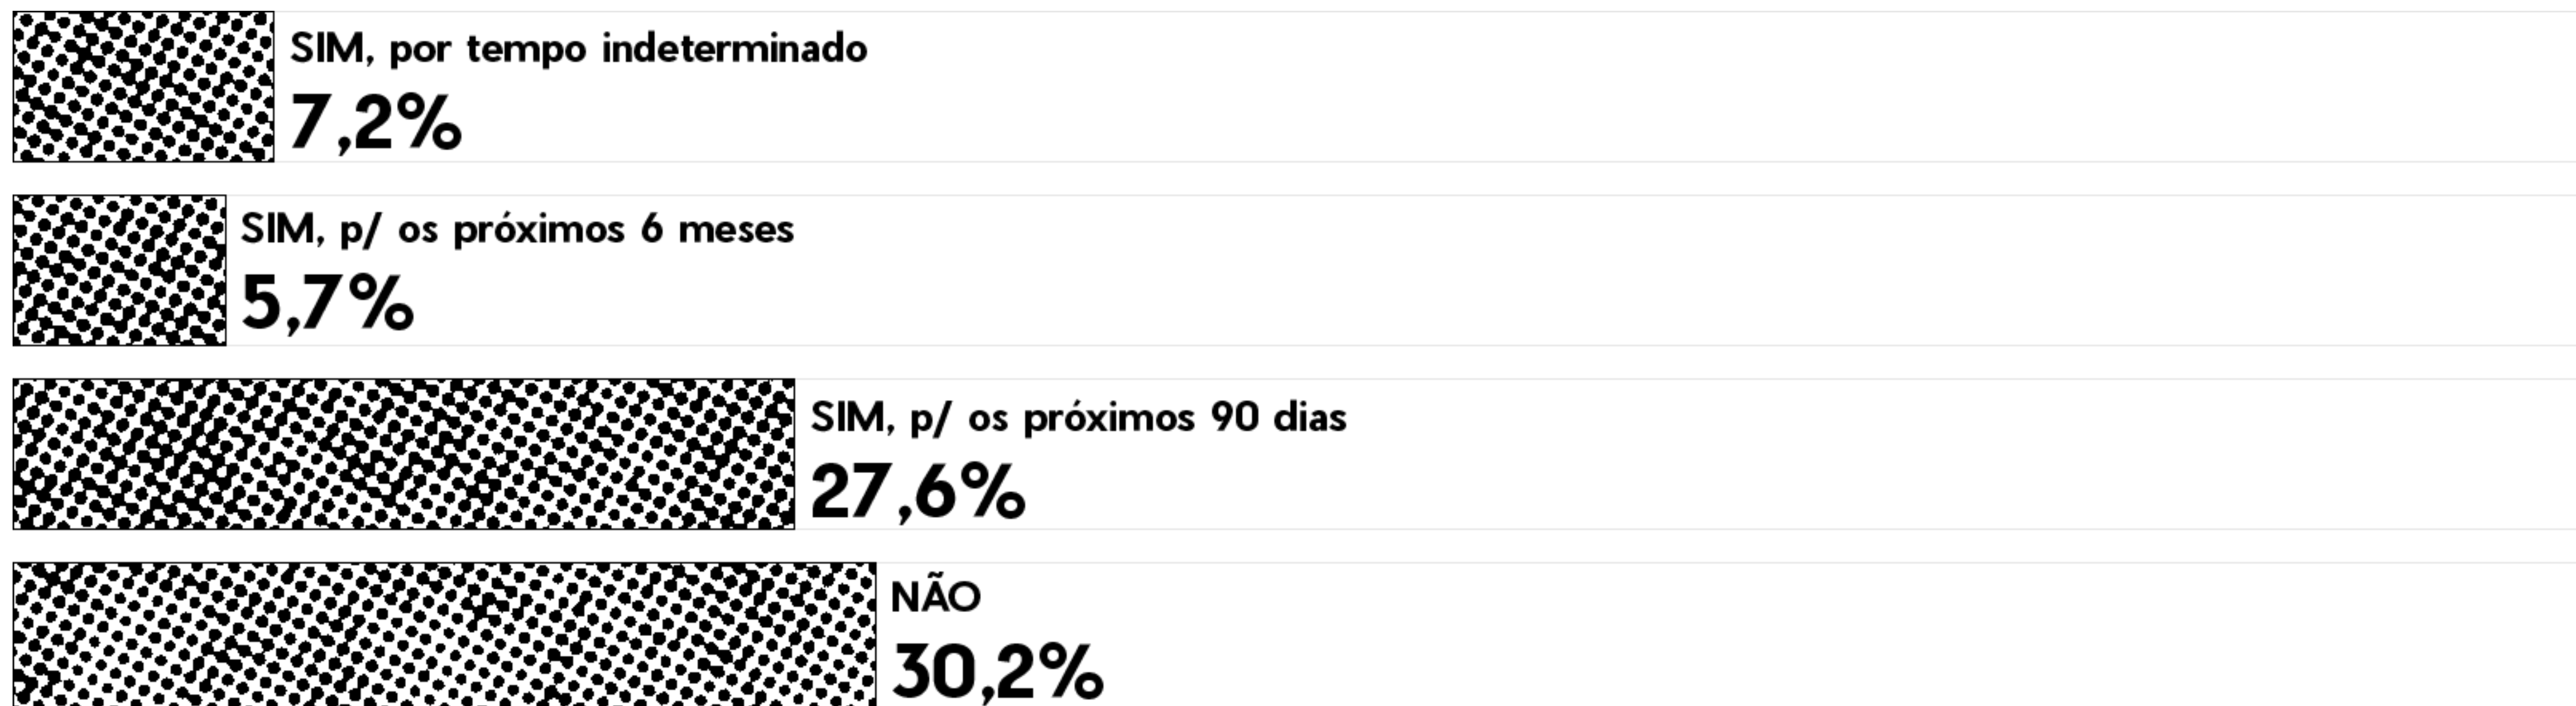 SIM, por tempo indeterminado
7,2%
SIM, p/ os próximos 6 meses
5,7%
SIM, p/ os próximos 90 dias
27,6%
NÃO
30,2%